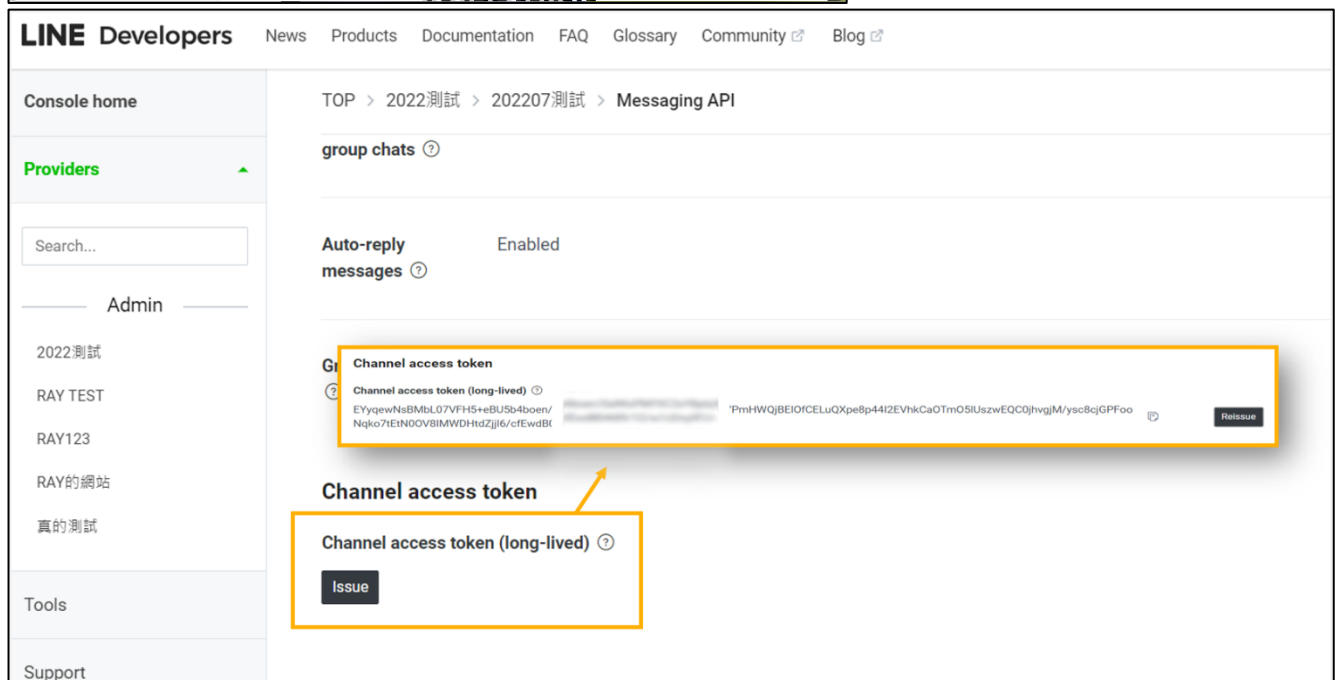 LINE Developers News Products Documentation FAQ Glossary Community Blog
Console home
Providers
Search...
Admin
2022測試
RAY TEST
RAY123
RAY的網站
真的測試
Tools
Support
TOP > 2022測試 > 202207測試 > Messaging API
group chats
Auto-reply Enabled
messages
Gr
Channel access token
Channel access token (long-lived)
EYyqewNsBMbL07VFH5+eBU5b4boen/ 'PmHWQjBEIOfCELuQXpe8p44I2EVhkCaOTmO5IUszwEQC0jhvgjM/ysc8cjGPFoo
Nqko7tEtN0OV8IMWDHtdZjjI6/cfEwdB(
Reissue
Channel access token
Channel access token (long-lived)
Issue